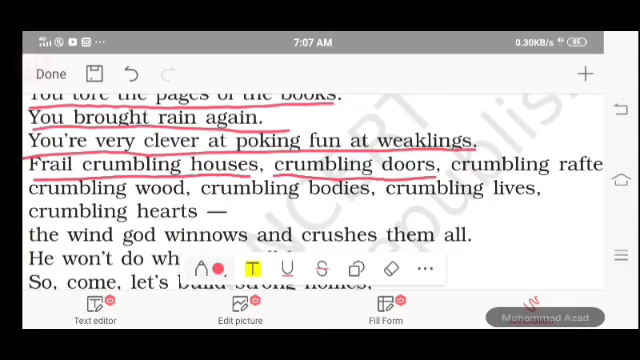 7:07 AM
0.30KB/s
Done
You tore the pages of the books.
You brought rain again.
You're very clever at poking fun at weaklings.
Frail crumbling houses, crumbling doors, crumbling rafte
crumbling wood, crumbling bodies, crumbling lives,
crumbling hearts —
the wind god winnows and crushes them all.
He won't do wh
So, come, let's build strong homes,
Text editor
Edit picture
Fill Form
Mohammad Azad